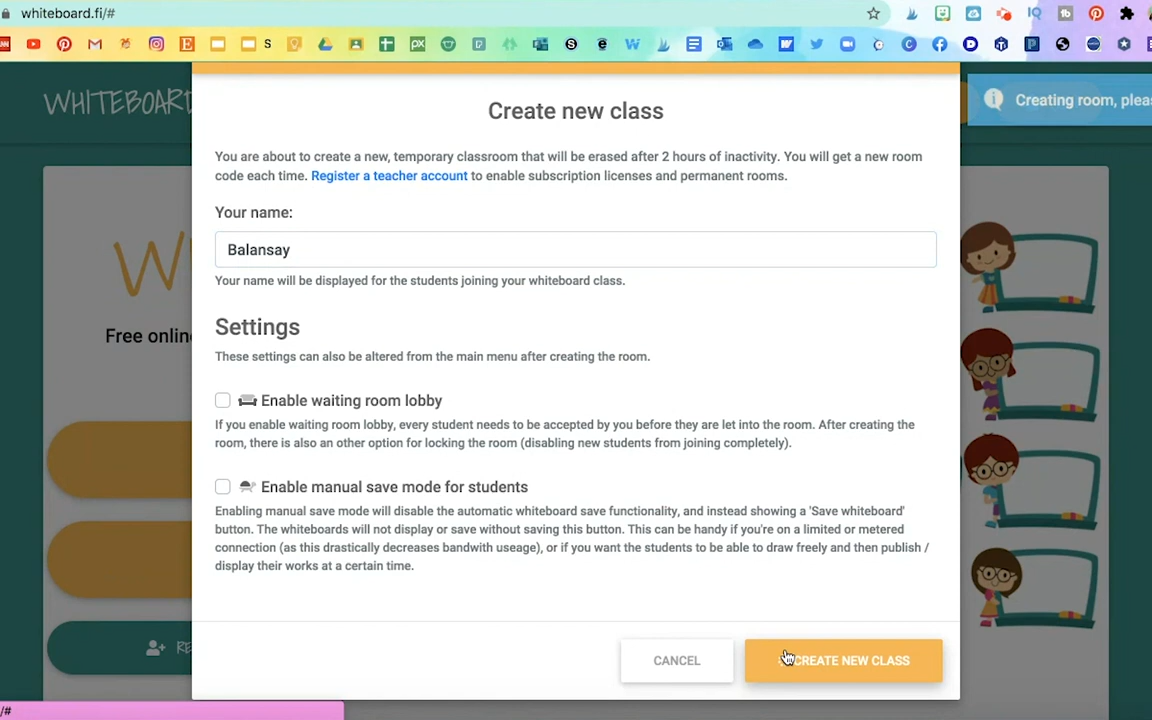 whiteboard.fi/#
WHITEBOARD
Creating room, plea
Create new class
You are about to create a new, temporary classroom that will be erased after 2 hours of inactivity. You will get a new room
code each time. Register a teacher account to enable subscription licenses and permanent rooms.
Your name:
Balansay
Your name will be displayed for the students joining your whiteboard class.
Free onlin
Settings
These settings can also be altered from the main menu after creating the room.
Enable waiting room lobby
If you enable waiting room lobby, every student needs to be accepted by you before they are let into the room. After creating the
room, there is also an other option for locking the room (disabling new students from joining completely).
Enable manual save mode for students
Enabling manual save mode will disable the automatic whiteboard save functionality, and instead showing a 'Save whiteboard'
button. The whiteboards will not display or save without saving this button. This can be handy if you're on a limited or metered
connection (as this drastically decreases bandwith useage), or if you want the students to be able to draw freely and then publish /
display their works at a certain time.
CANCEL
CREATE NEW CLASS
/#